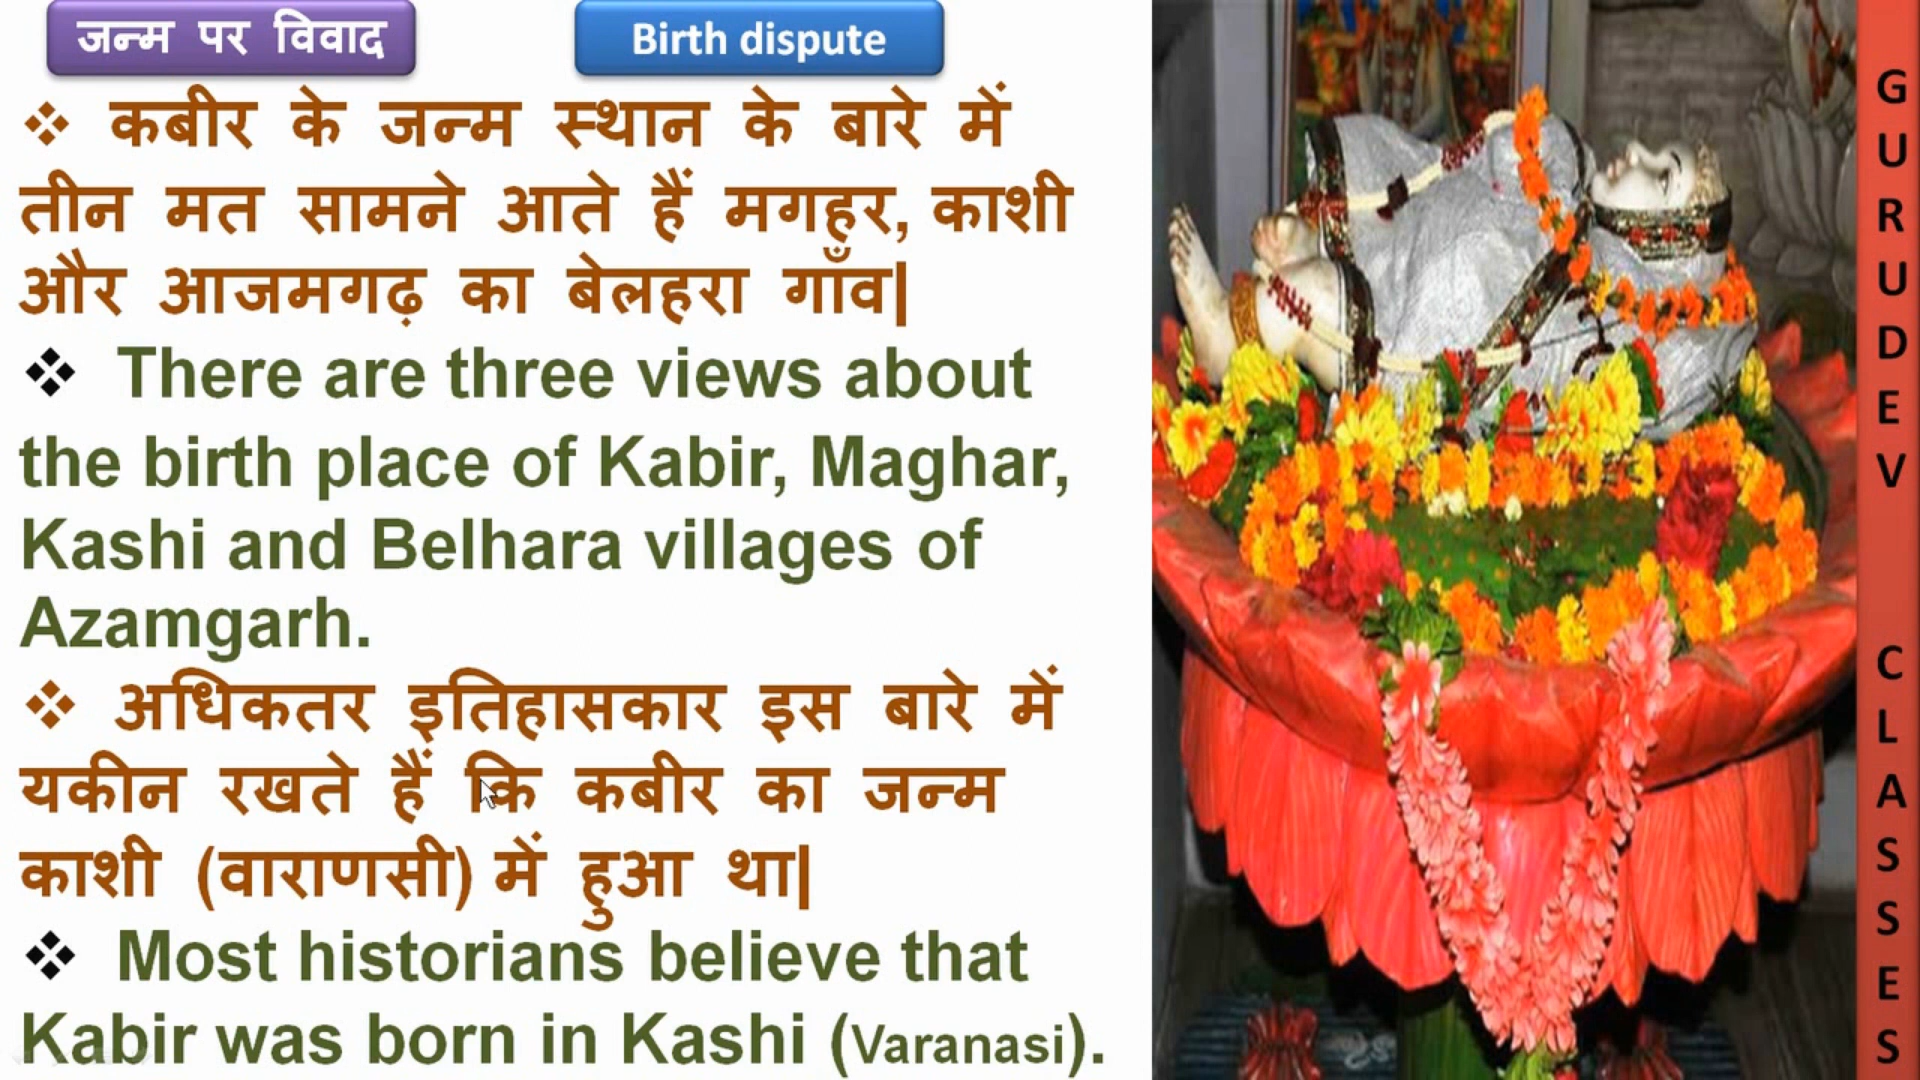 जन्म पर विवाद
Birth dispute
❖ कबीर के जन्म स्थान के बारे में
तीन मत सामने आते हैं मगहर, काशी
और आजमगढ़ का बेलहरा गाँव|
❖ There are three views about
the birth place of Kabir, Maghar,
Kashi and Belhara villages of
Azamgarh.
❖ अधिकतर इतिहासकार इस बारे में
यकीन रखते हैं कि कबीर का जन्म
काशी (वाराणसी) में हुआ था|
❖ Most historians believe that
Kabir was born in Kashi (Varanasi).
GURUDEV CLASSES